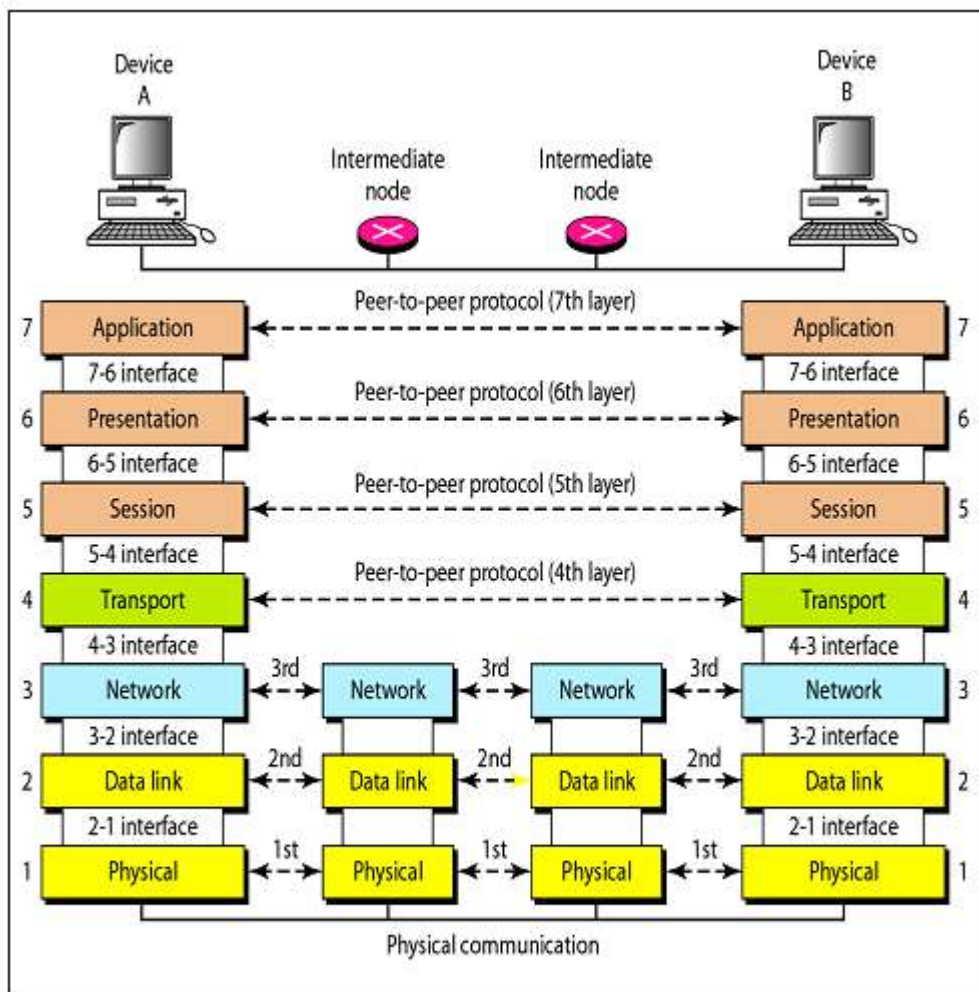 Device
A
Device
B
Intermediate
node
Intermediate
node
Peer-to-peer protocol (7th layer)
7 Application Application 7
7-6 interface 7-6 interface
Peer-to-peer protocol (6th layer)
6 Presentation Presentation 6
6-5 interface 6-5 interface
Peer-to-peer protocol (5th layer)
5 Session Session 5
5-4 interface 5-4 interface
Peer-to-peer protocol (4th layer)
4 Transport Transport 4
4-3 interface 4-3 interface
3rd 3rd 3rd
3 Network Network Network Network 3
3-2 interface 3-2 interface
2nd 2nd 2nd
2 Data link Data link Data link Data link 2
2-1 interface 2-1 interface
1st 1st 1st
1 Physical Physical Physical Physical 1
Physical communication